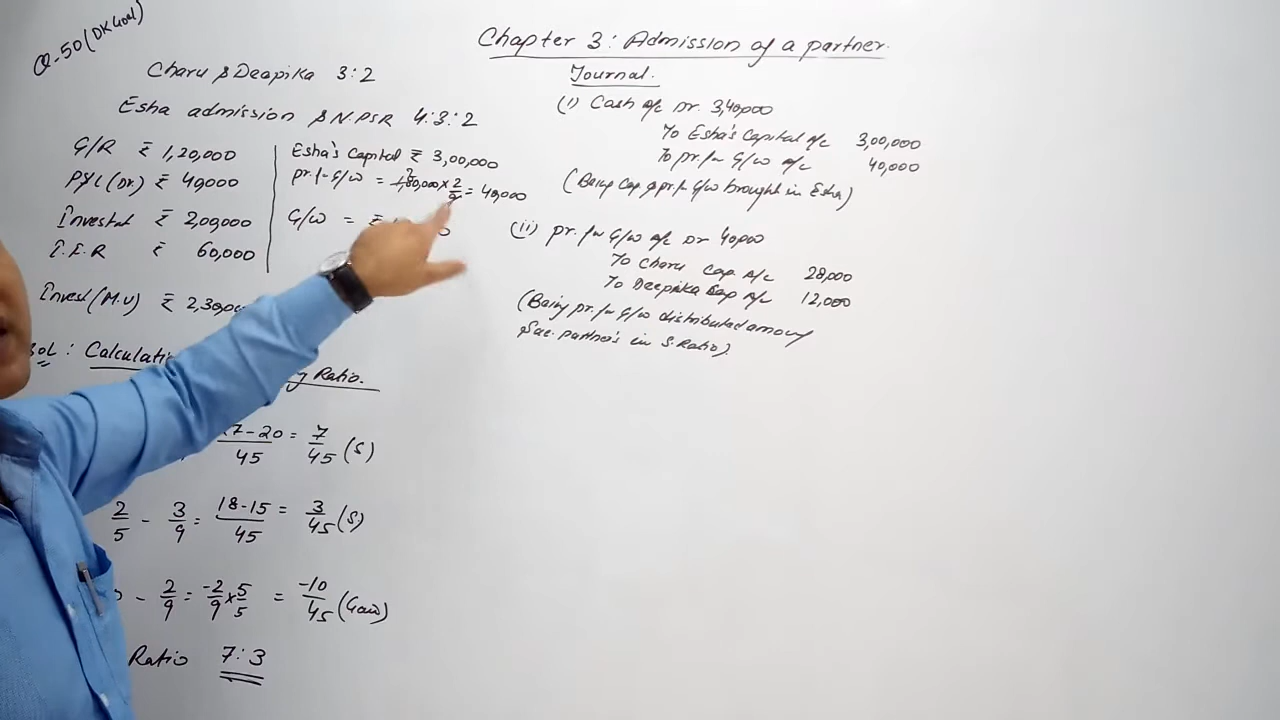 Q-50 (DK Goel)
Chapter 3: Admission of a partner.
Charu & Deepika 3:2
Esha admission & N.PSR 4:3:2
G/R ₹ 1,20,000
P&L (Dr.) ₹ 40,000
Investment ₹ 2,00,000
I.F.R ₹ 60,000
Invest (M.V) ₹ 2,30,0
Esha's Capital ₹ 3,00,000
pr. for G/W = 1,80,000 × 2/9 = 40,000
G/W = ₹
Sol: Calculati
Ratio.
27-20/45 = 7/45 (S)
2/5 - 3/9 = 18-15/45 = 3/45 (S)
- 2/9 = -2/9 × 5/5 = -10/45 (Gain)
Ratio 7:3
Journal.
(i) Cash A/c Dr. 3,40,000
To Esha's Capital A/c 3,00,000
To pr. for G/W A/c 40,000
(Being Cap & pr. for G/W brought in Esha)
(ii) pr. for G/W A/c Dr 40,000
To Charu Cap. A/c 28,000
To Deepika Cap A/c 12,000
(Being pr. for G/W distributed among
Sac. partner's in S. Ratio)